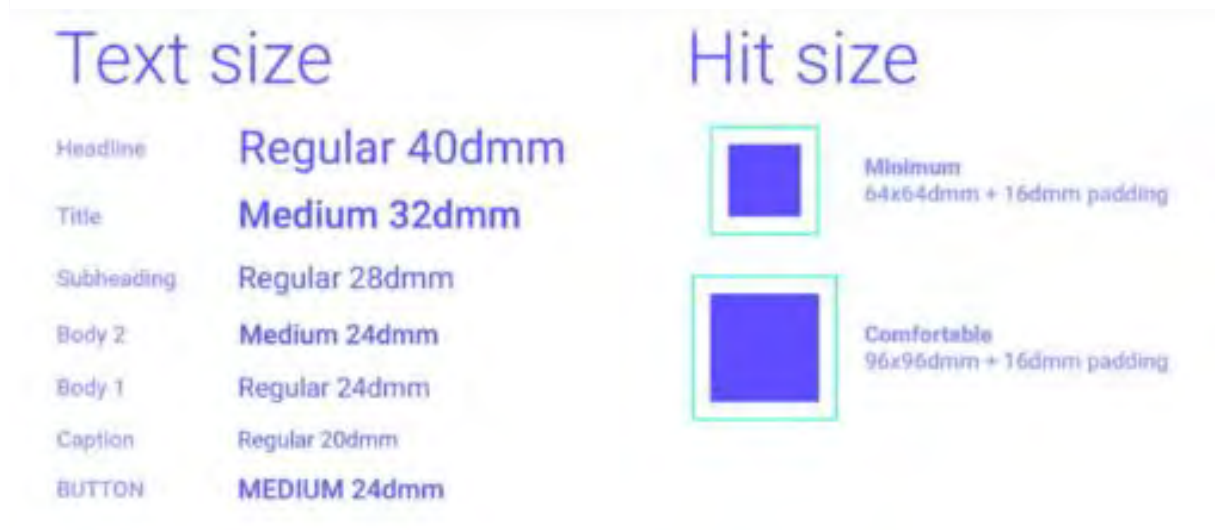 Text size
Headline Regular 40dmm
Title Medium 32dmm
Subheading Regular 28dmm
Body 2 Medium 24dmm
Body 1 Regular 24dmm
Caption Regular 20dmm
BUTTON MEDIUM 24dmm
Hit size
Minimum
64x64dmm + 16dmm padding
Comfortable
96x96dmm + 16dmm padding